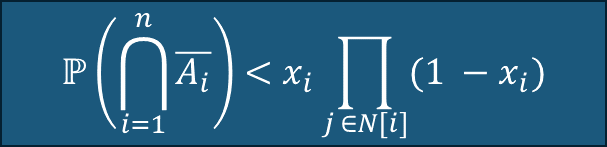 ℙ(⋂_{i=1}^{n} \overline{A_i}) < x_i ∏_{j ∈N[i]} (1 − x_i)